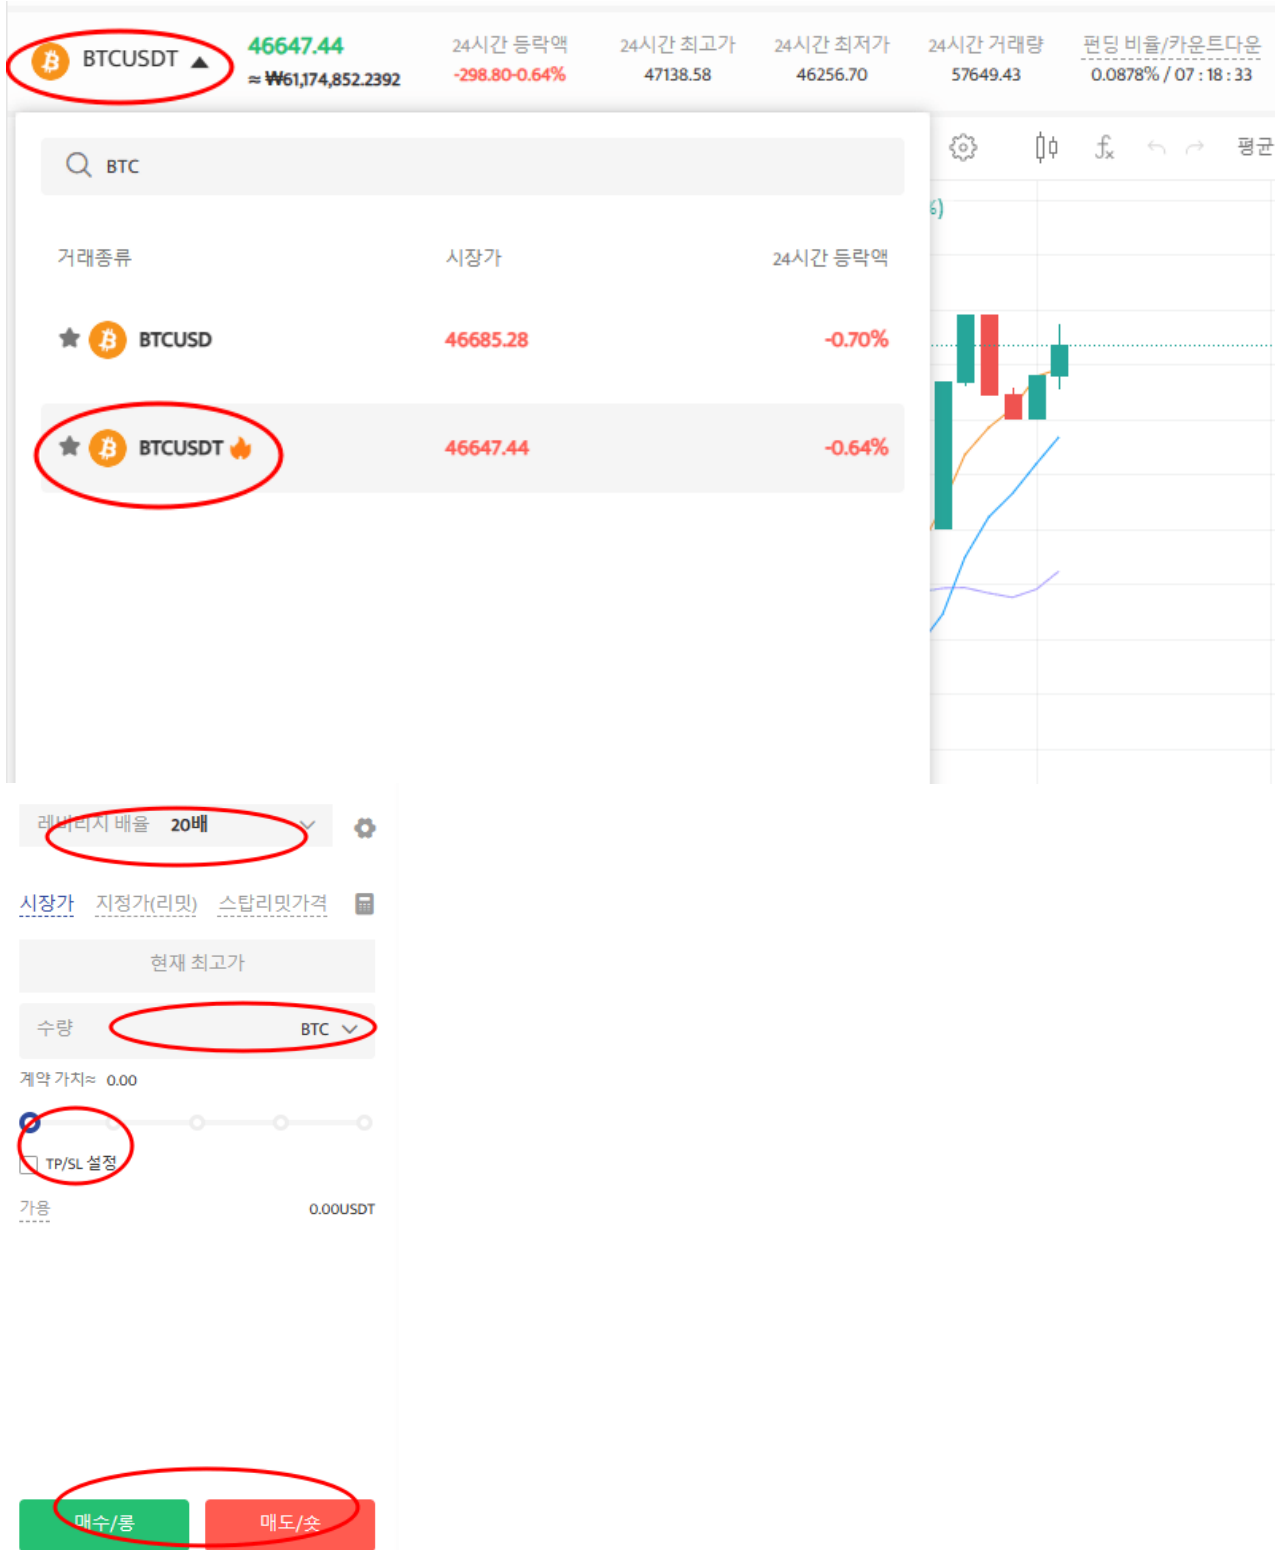 BTCUSDT
46647.44
≈ ₩61,174,852.2392
24시간 등락액
-298.80-0.64%
24시간 최고가
47138.58
24시간 최저가
46256.70
24시간 거래량
57649.43
펀딩 비율/카운트다운
0.0878% / 07 : 18 : 33
BTC
평균
%)
거래종류 시장가 24시간 등락액
BTCUSD 46685.28 -0.70%
BTCUSDT 46647.44 -0.64%
레버리지 배율 20배
시장가 지정가(리밋) 스탑리밋가격
현재 최고가
수량 BTC
계약 가치≈ 0.00
TP/SL 설정
가용 0.00USDT
매수/롱 매도/숏